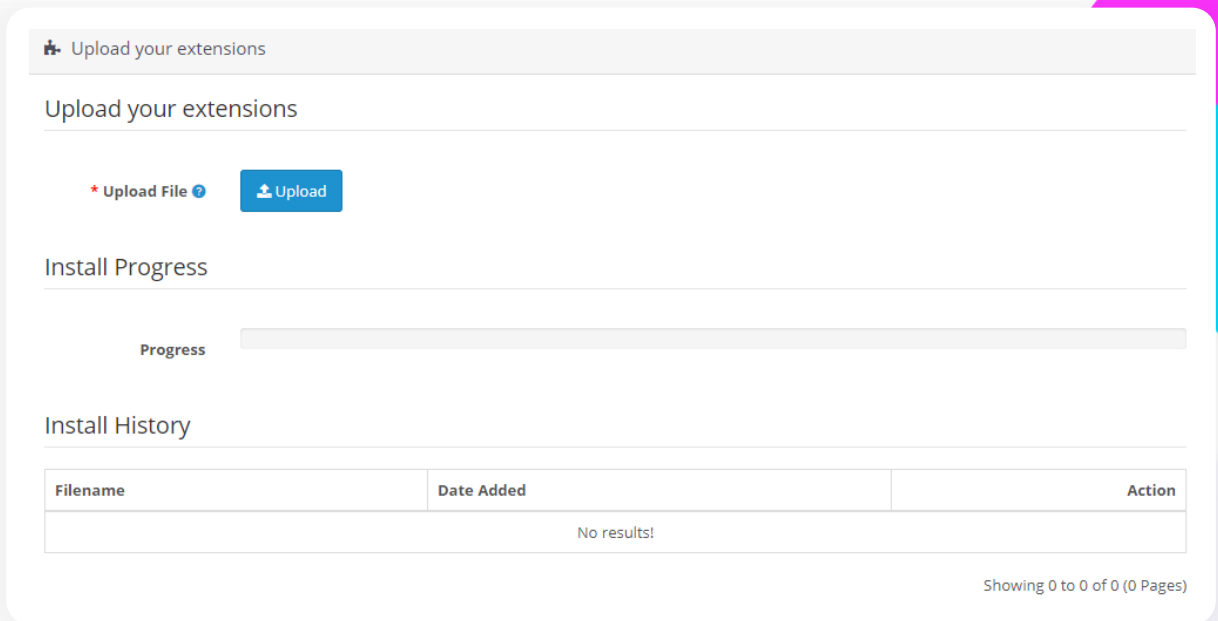 Upload your extensions
Upload your extensions
* Upload File ?
Upload
Install Progress
Progress
Install History
Filename Date Added Action
No results!
Showing 0 to 0 of 0 (0 Pages)